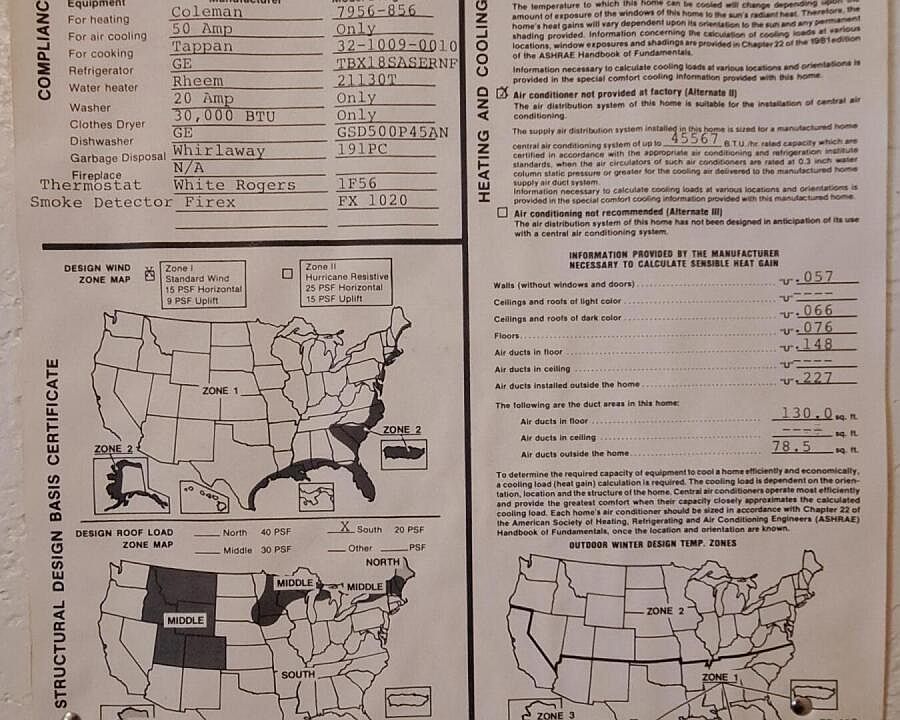 COMPLIANC
Equipment
For heating Coleman 7956-856
For air cooling 50 Amp Only
For cooking Tappan 32-1009-0010
Refrigerator GE TBX18SASERNF
Water heater Rheem 21130T
Washer 20 Amp Only
Clothes Dryer 30,000 BTU Only
Dishwasher GE GSD500P45AN
Garbage Disposal Whirlaway 191PC
Fireplace N/A
Thermostat White Rogers 1F56
Smoke Detector Firex FX 1020
STRUCTURAL DESIGN BASIS CERTIFICATE
DESIGN WIND
ZONE MAP
X
Zone I
Standard Wind
15 PSF Horizontal
9 PSF Uplift
Zone II
Hurricane Resistive
25 PSF Horizontal
15 PSF Uplift
ZONE 1
ZONE 2
ZONE 2
DESIGN ROOF LOAD
ZONE MAP
North 40 PSF
X South 20 PSF
Middle 30 PSF
Other PSF
NORTH
MIDDLE
MIDDLE
MIDDLE
SOUTH
HEATING AND COOLING
The temperature to which this home can be cooled will change depending upon the
amount of exposure of the windows of this home to the sun's radiant heat. Therefore, the
home's heat gains will vary dependent upon its orientation to the sun and any permanent
shading provided. Information concerning the calculation of cooling loads at various
locations, window exposures and shadings are provided in Chapter 22 of the 1981 edition
of the ASHRAE Handbook of Fundamentals.
Information necessary to calculate cooling loads at various locations and orientations is
provided in the special comfort cooling information provided with this home.
X Air conditioner not provided at factory (Alternate II)
The air distribution system of this home is suitable for the installation of central air
conditioning.
The supply air distribution system installed in this home is sized for a manufactured home
central air conditioning system of up to 45567 B.T.U./hr. rated capacity which are
certified in accordance with the appropriate air conditioning and refrigeration institute
standards, when the air circulators of such air conditioners are rated at 0.3 inch water
column static pressure or greater for the cooling air delivered to the manufactured home
supply air duct system.
Information necessary to calculate cooling loads at various locations and orientations is
provided in the special comfort cooling information provided with this manufactured home.
Air conditioning not recommended (Alternate III)
The air distribution system of this home has not been designed in anticipation of its use
with a central air conditioning system.
INFORMATION PROVIDED BY THE MANUFACTURER
NECESSARY TO CALCULATE SENSIBLE HEAT GAIN
Walls (without windows and doors) "U" .057
Ceilings and roofs of light color "U" ----
Ceilings and roofs of dark color "U" .066
Floors "U" .076
Air ducts in floor "U" .148
Air ducts in ceiling "U" ----
Air ducts installed outside the home "U" .227
The following are the duct areas in this home:
Air ducts in floor 130.0 sq. ft.
Air ducts in ceiling ---- sq. ft.
Air ducts outside the home 78.5 sq. ft.
To determine the required capacity of equipment to cool a home efficiently and economically,
a cooling load (heat gain) calculation is required. The cooling load is dependent on the orien-
tation, location and the structure of the home. Central air conditioners operate most efficiently
and provide the greatest comfort when their capacity closely approximates the calculated
cooling load. Each home's air conditioner should be sized in accordance with Chapter 22 of
the American Society of Heating, Refrigerating and Air Conditioning Engineers (ASHRAE)
Handbook of Fundamentals, once the location and orientation are known.
OUTDOOR WINTER DESIGN TEMP. ZONES
ZONE 2
ZONE 1
ZONE 3